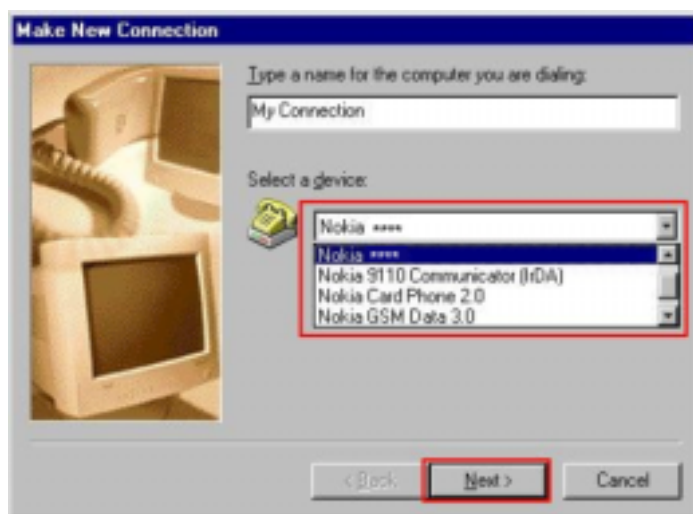 Make New Connection
Type a name for the computer you are dialing:
My Connection
Select a device:
Nokia ****
Nokia ****
Nokia 9110 Communicator (IrDA)
Nokia Card Phone 2.0
Nokia GSM Data 3.0
< Back
Next >
Cancel